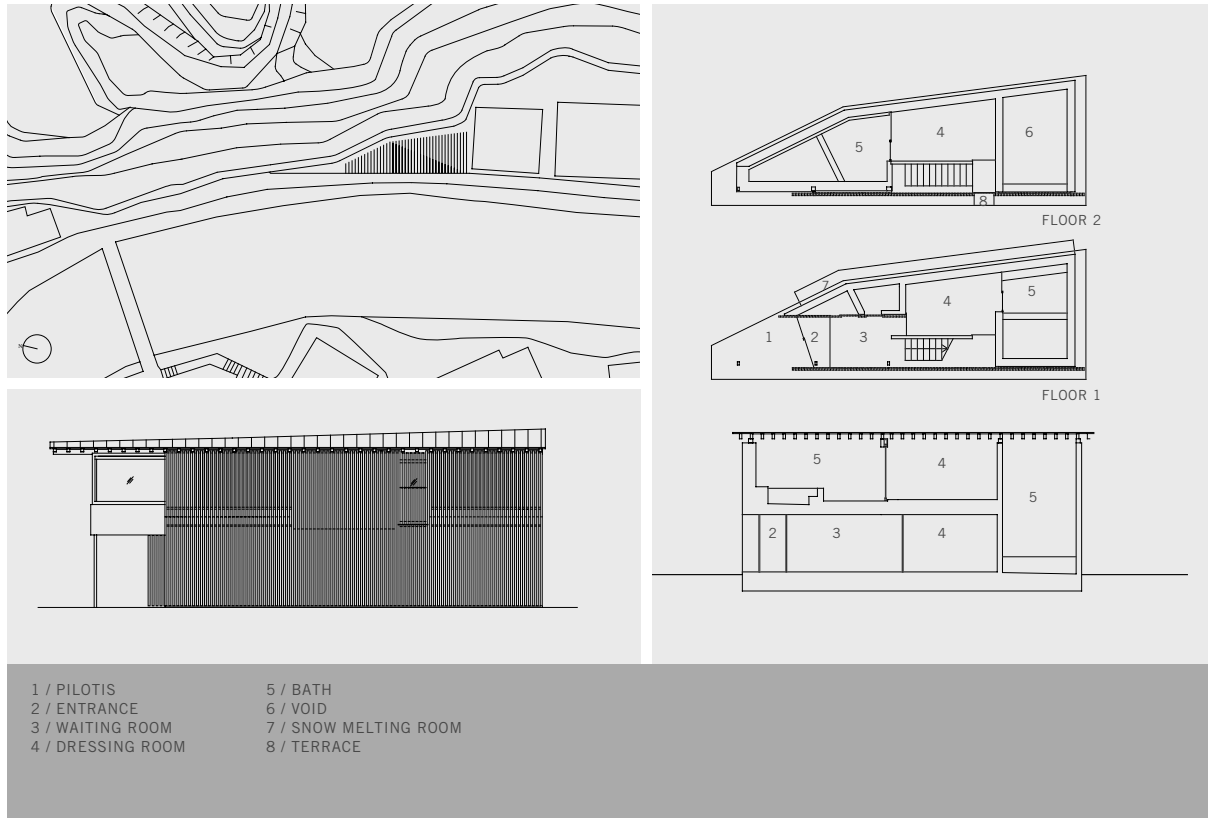 N
4
6
5
8
FLOOR 2
7
5
4
1
2
3
FLOOR 1
5
4
5
2
3
4
1 / PILOTIS
2 / ENTRANCE
3 / WAITING ROOM
4 / DRESSING ROOM
5 / BATH
6 / VOID
7 / SNOW MELTING ROOM
8 / TERRACE